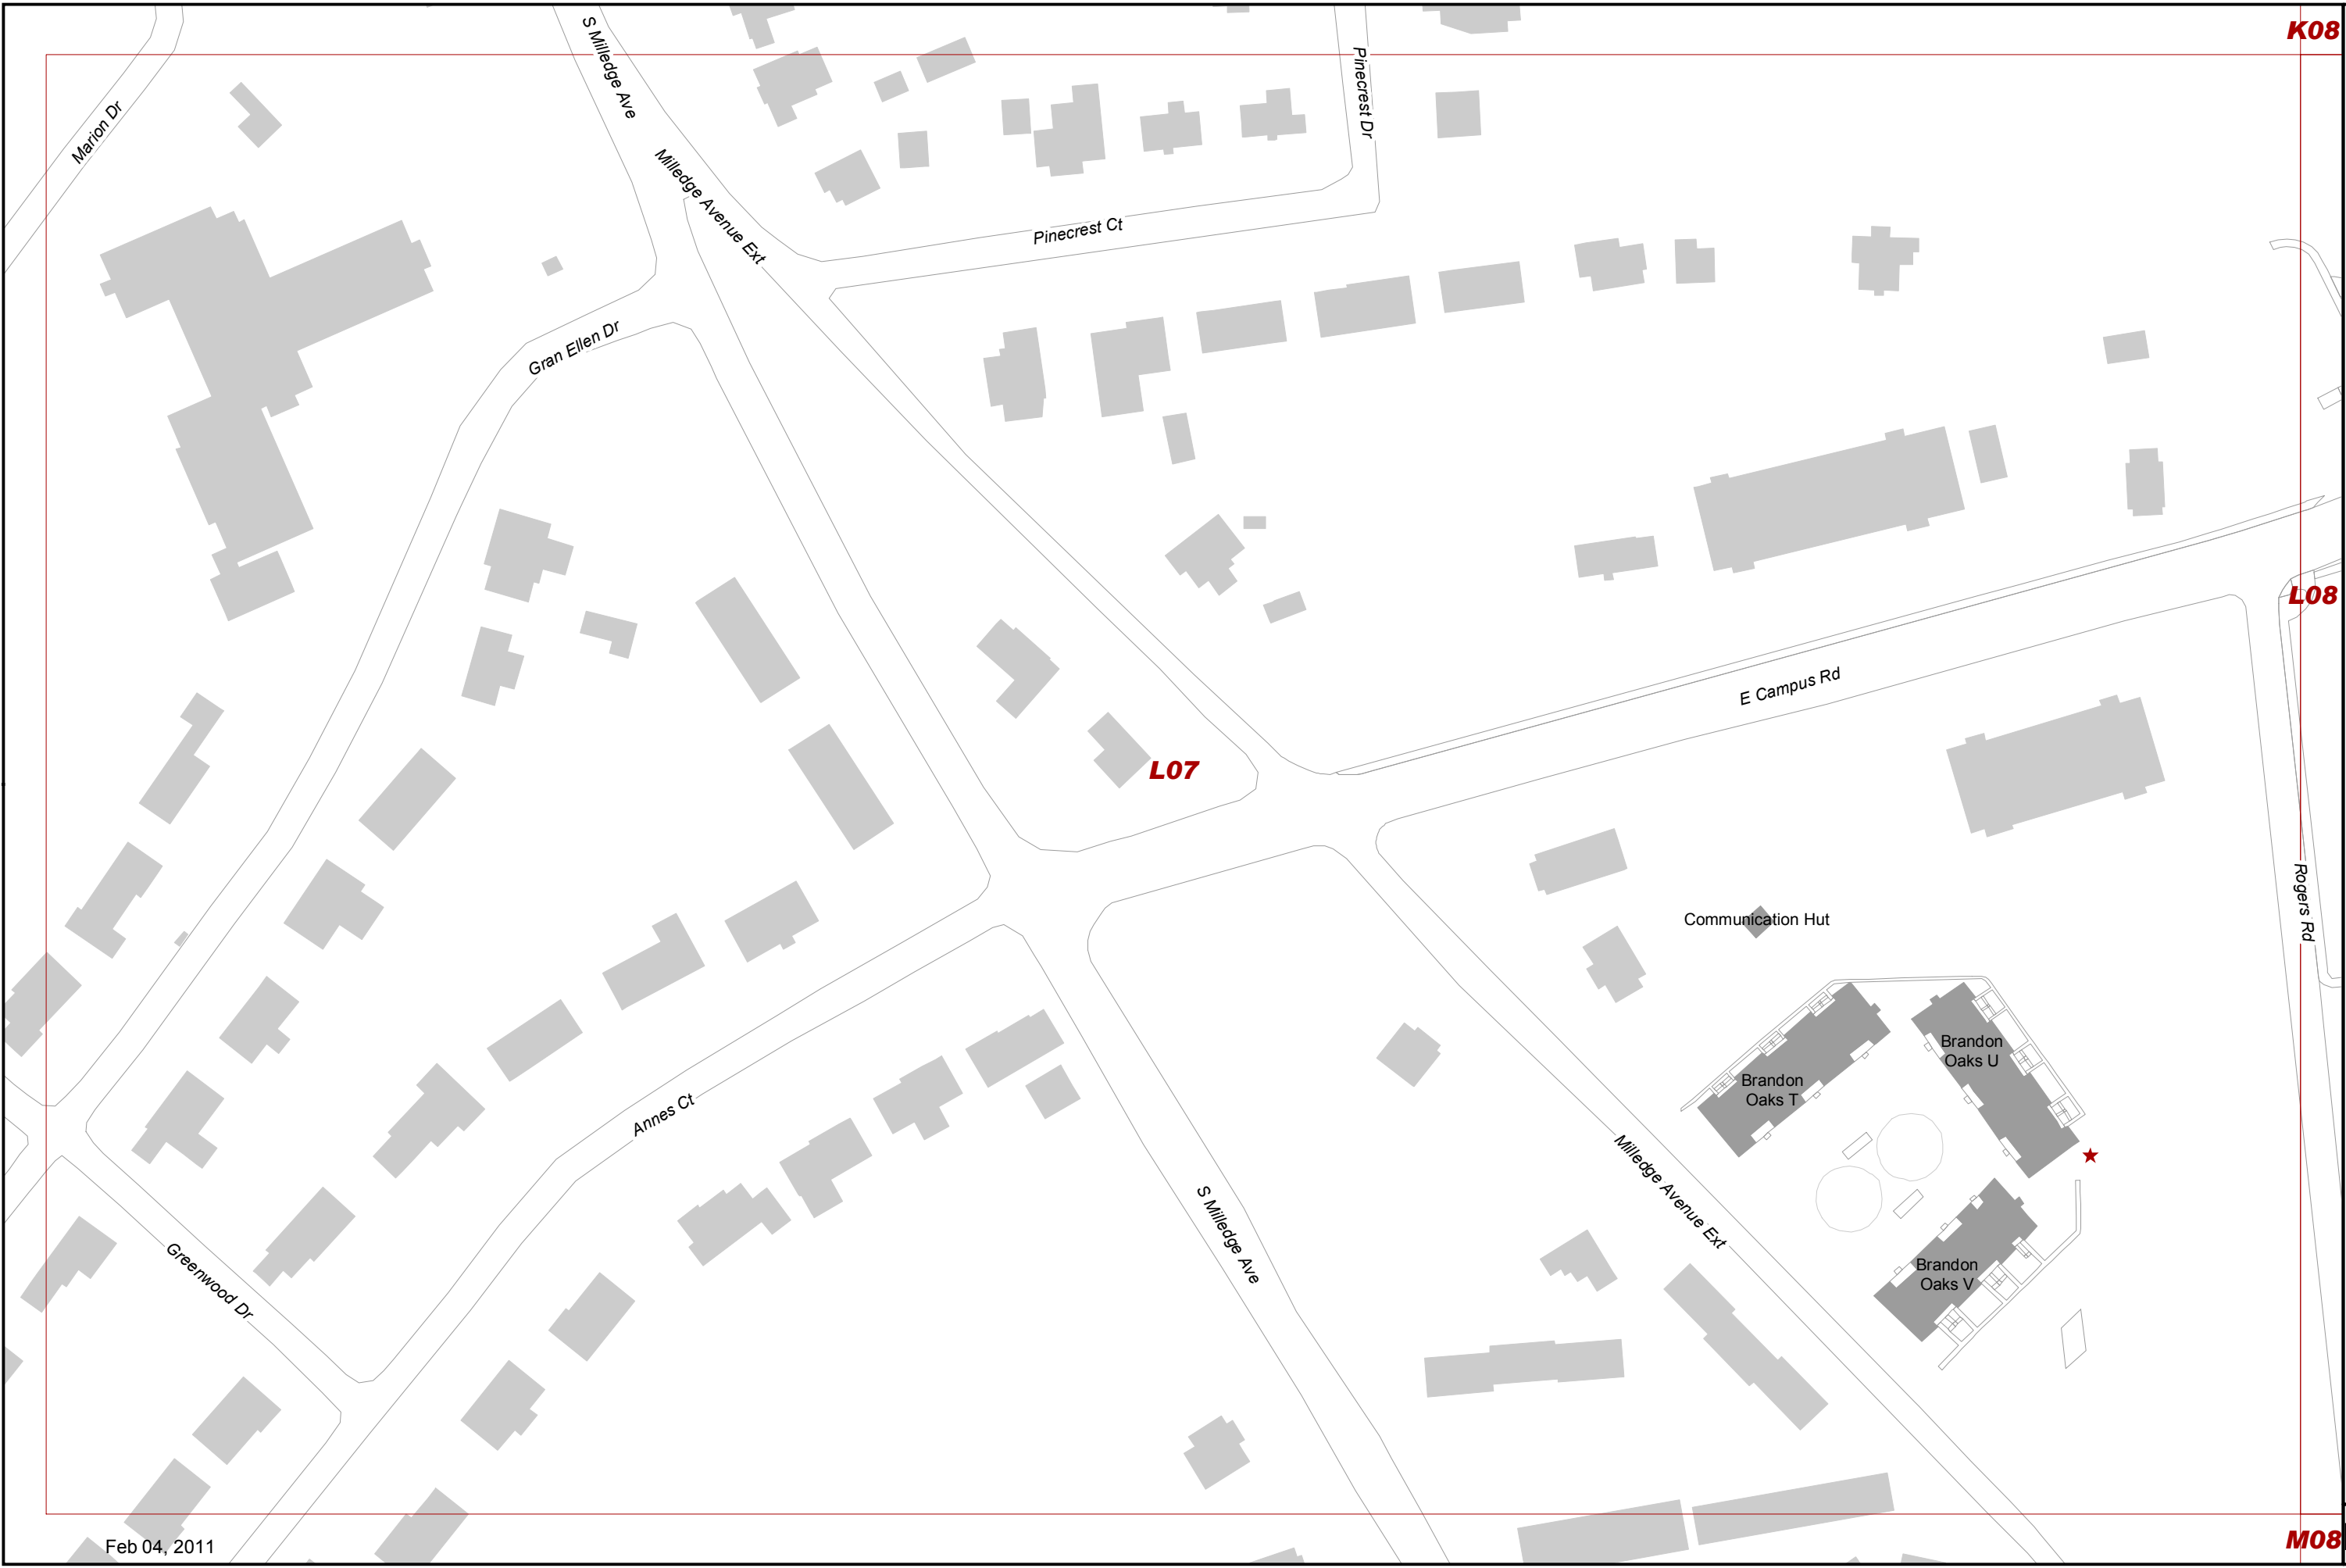 K08
S Milledge Ave
Pinecrest Dr
Marion Dr
Milledge Avenue Ext
Pinecrest Ct
Gran Ellen Dr
L08
E Campus Rd
L07
Rogers Rd
Communication Hut
Brandon
Oaks U
Brandon
Oaks T
Annes Ct
Milledge Avenue Ext
S Milledge Ave
Greenwood Dr
Brandon
Oaks V
Feb 04, 2011
M08